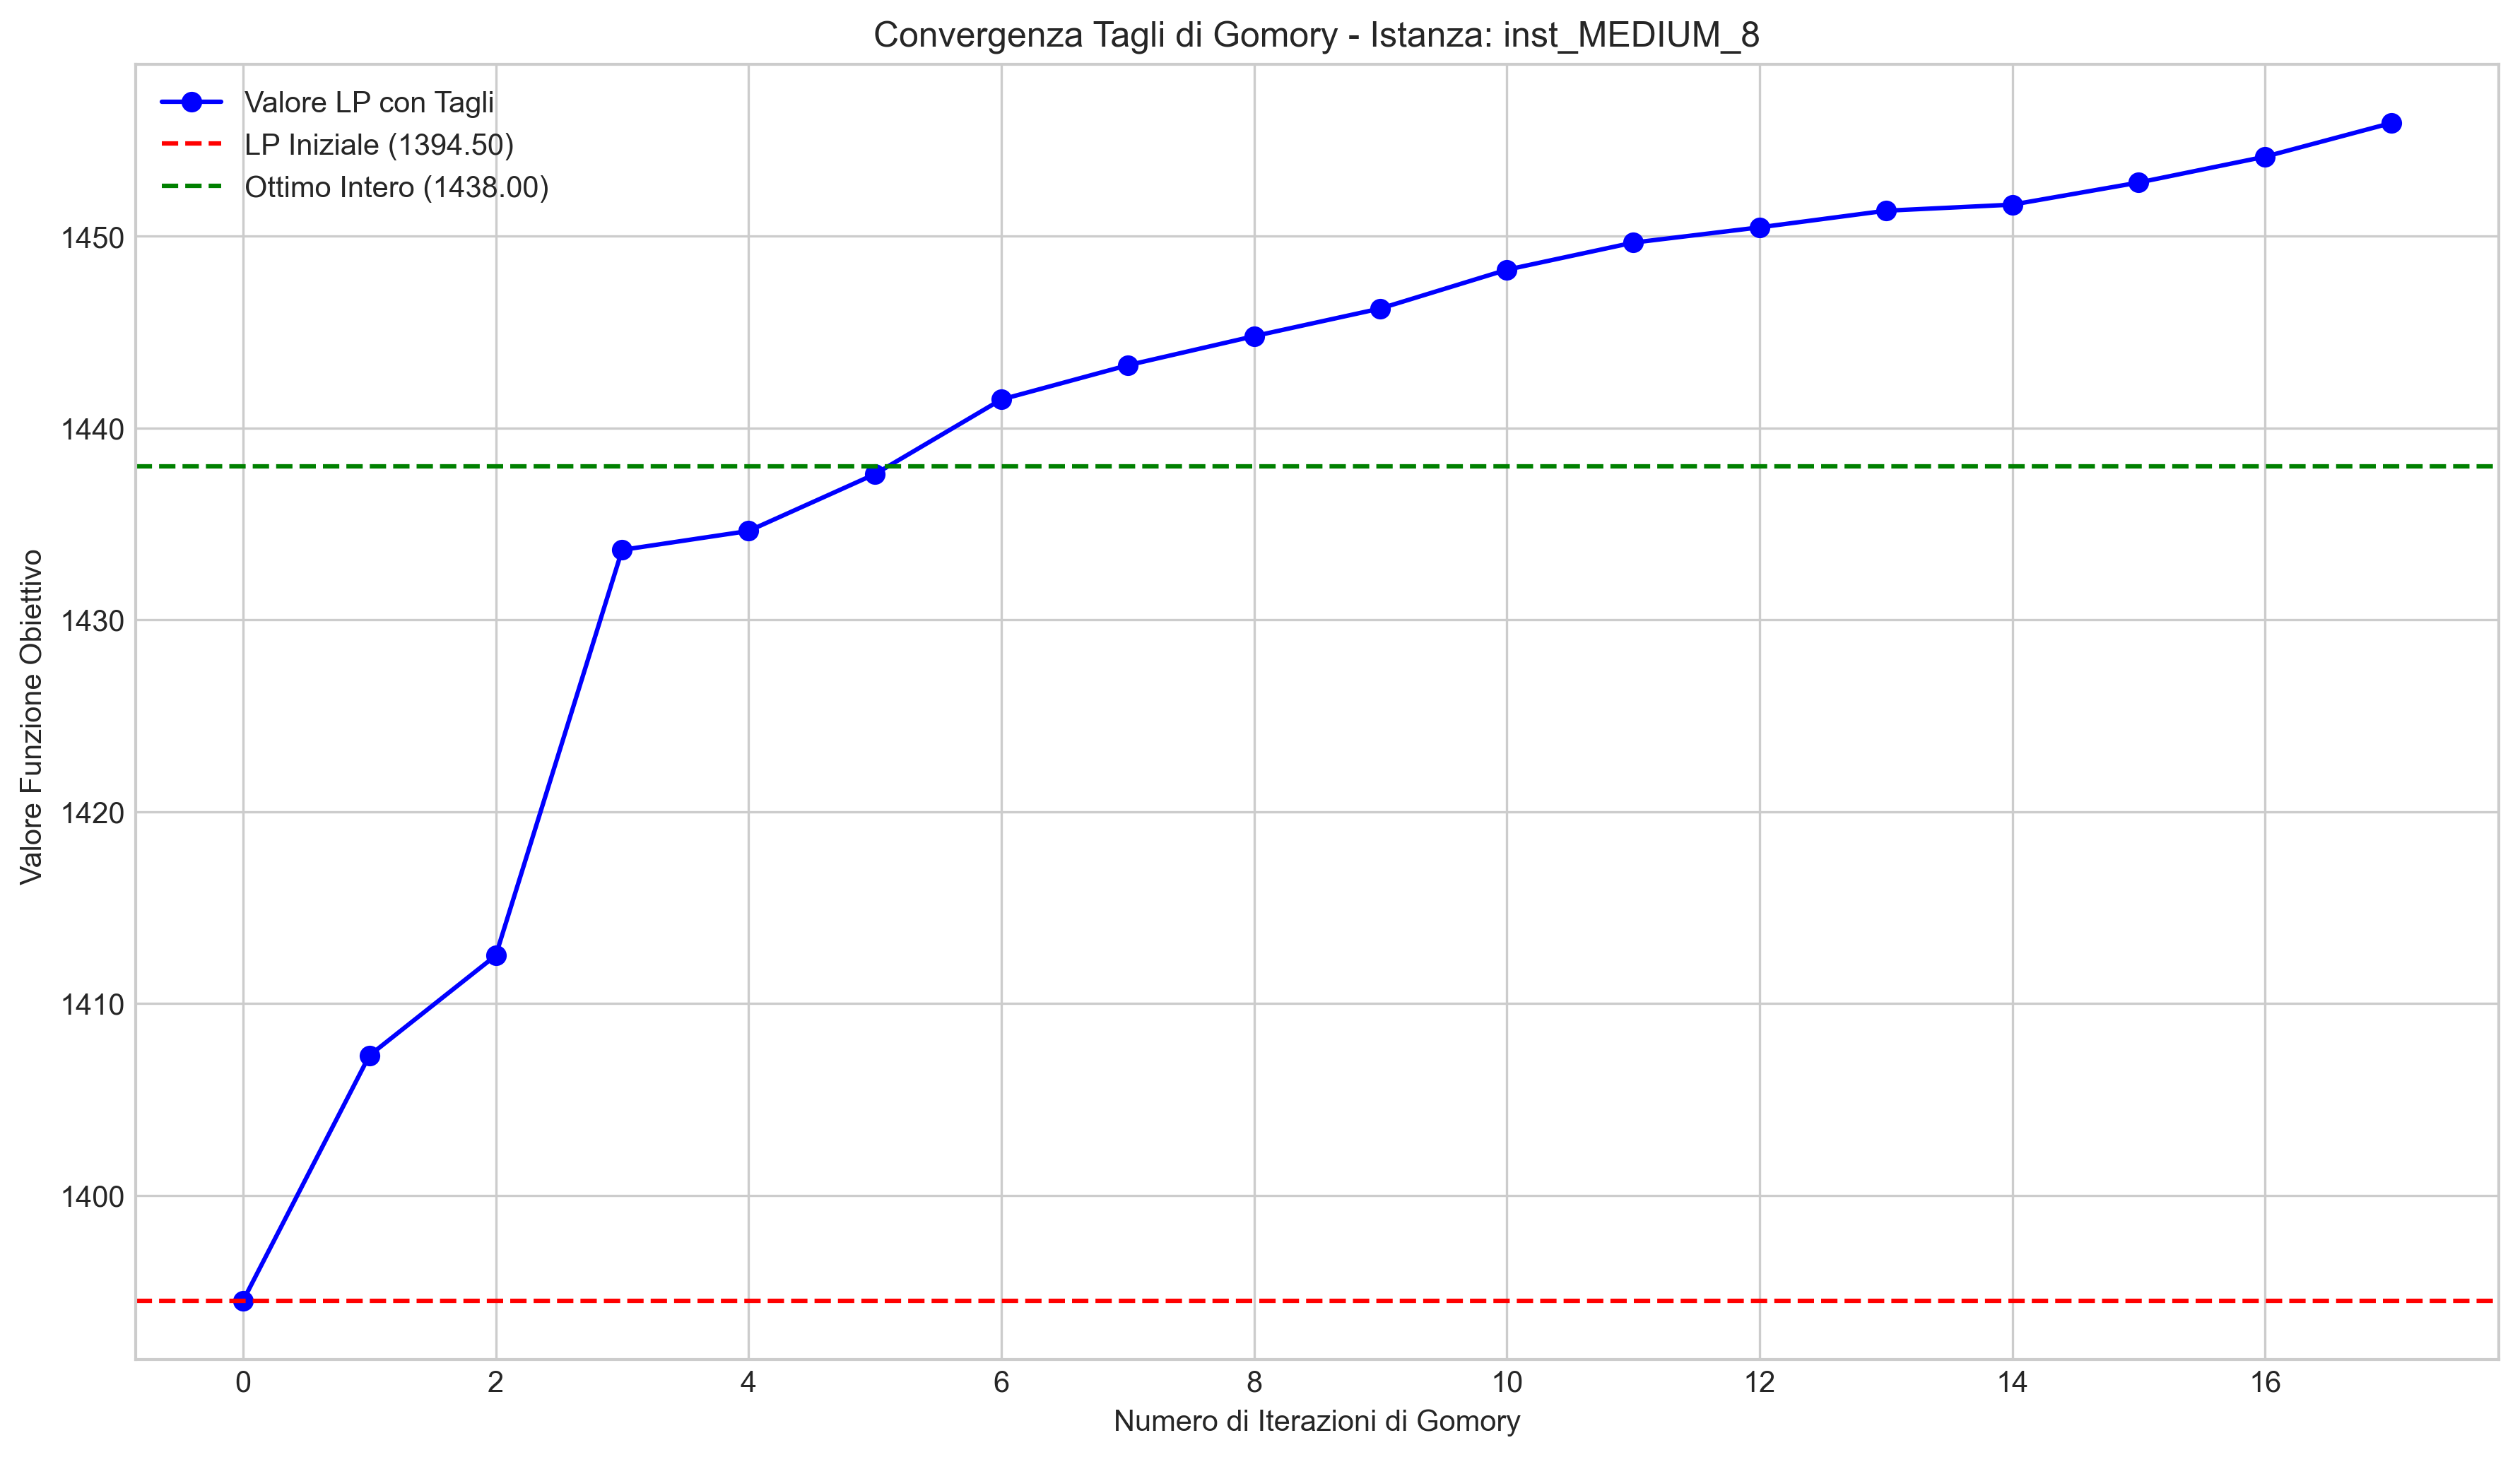 Convergenza Tagli di Gomory - Istanza: inst_MEDIUM_8
Valore LP con Tagli
LP Iniziale (1394.50)
Ottimo Intero (1438.00)
Valore Funzione Obiettivo
1450
1440
1430
1420
1410
1400
0 2 4 6 8 10 12 14 16
Numero di Iterazioni di Gomory